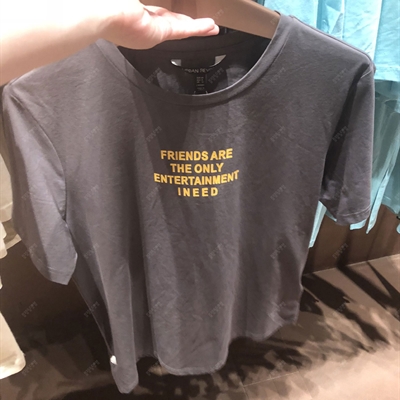 FRIENDS ARE
THE ONLY
ENTERTAINMENT
I NEED